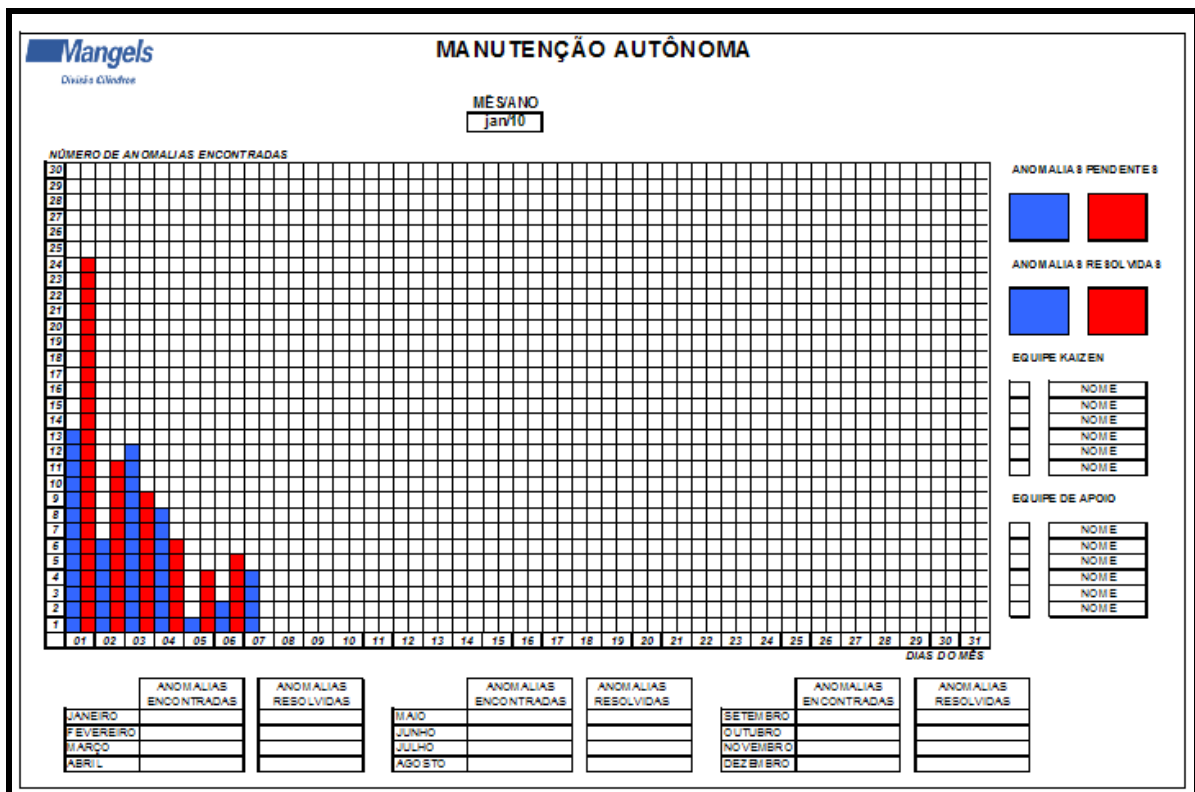 Mangels
Divisão Cilindros
MANUTENÇÃO AUTÔNOMA
MÊS/ANO
jan/10
NÚMERO DE ANOMALIAS ENCONTRADAS
30
29
28
27
26
25
24
23
22
21
20
19
18
17
16
15
14
13
12
11
10
9
8
7
6
5
4
3
2
1
01 02 03 04 05 06 07 08 09 10 11 12 13 14 15 16 17 18 19 20 21 22 23 24 25 26 27 28 29 30 31
DIAS DO MÊS
ANOMALIAS PENDENTES
ANOMALIAS RESOLVIDAS
EQUIPE KAIZEN
NOME
NOME
NOME
NOME
NOME
NOME
EQUIPE DE APOIO
NOME
NOME
NOME
NOME
NOME
NOME
ANOMALIAS ENCONTRADAS
ANOMALIAS RESOLVIDAS
JANEIRO
FEVEREIRO
MARÇO
ABRIL
ANOMALIAS ENCONTRADAS
ANOMALIAS RESOLVIDAS
MAIO
JUNHO
JULHO
AGOSTO
ANOMALIAS ENCONTRADAS
ANOMALIAS RESOLVIDAS
SETEMBRO
OUTUBRO
NOVEMBRO
DEZEMBRO